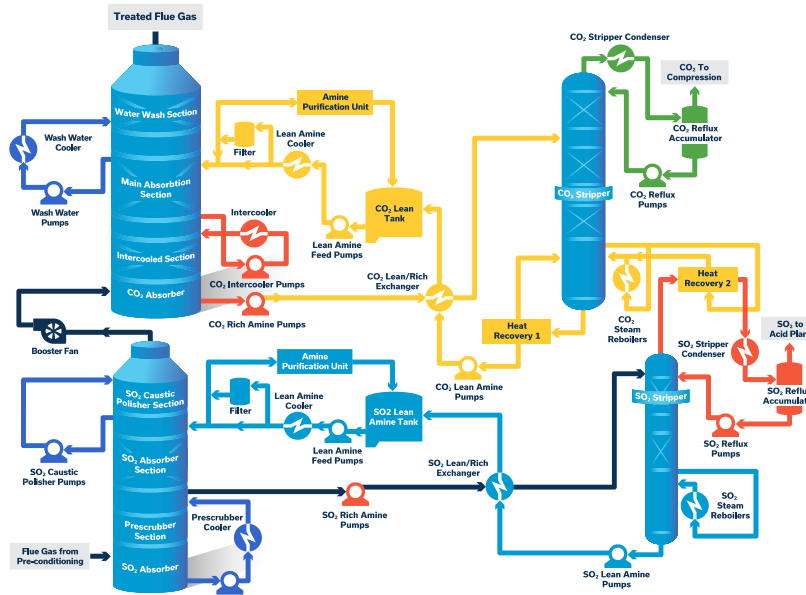 Treated Flue Gas
Water Wash Section
Main Absorbtion
Section
Intercooled Section
CO₂ Absorber
Wash Water
Cooler
Wash Water
Pumps
Amine
Purification Unit
Filter
Lean Amine
Cooler
Lean Amine
Feed Pumps
CO₂ Lean
Tank
Intercooler
CO₂ Intercooler Pumps
CO₂ Rich Amine Pumps
CO₂ Lean/Rich
Exchanger
Heat
Recovery 1
CO₂ Lean Amine
Pumps
CO₂ Stripper Condenser
CO₂ To
Compression
CO₂ Reflux
Accumulator
CO₂ Reflux
Pumps
CO₂ Stripper
CO₂
Steam
Reboilers
Heat
Recovery 2
SO₂ Stripper
Condenser
SO₂ to
Acid Plan
SO₂ Reflux
Accumulat
SO₂ Reflux
Pumps
SO₂ Stripper
SO₂
Steam
Reboilers
Booster Fan
SO₂ Caustic
Polisher Section
SO₂ Absorber
Section
Prescrubber
Section
SO₂ Absorber
SO₂ Caustic
Polisher Pumps
Amine
Purification Unit
Filter
Lean Amine
Cooler
Lean Amine
Feed Pumps
SO2 Lean
Amine Tank
Prescrubber
Cooler
SO₂ Rich Amine
Pumps
SO₂ Lean/Rich
Exchanger
SO₂ Lean Amine
Pumps
Flue Gas from
Pre-conditioning